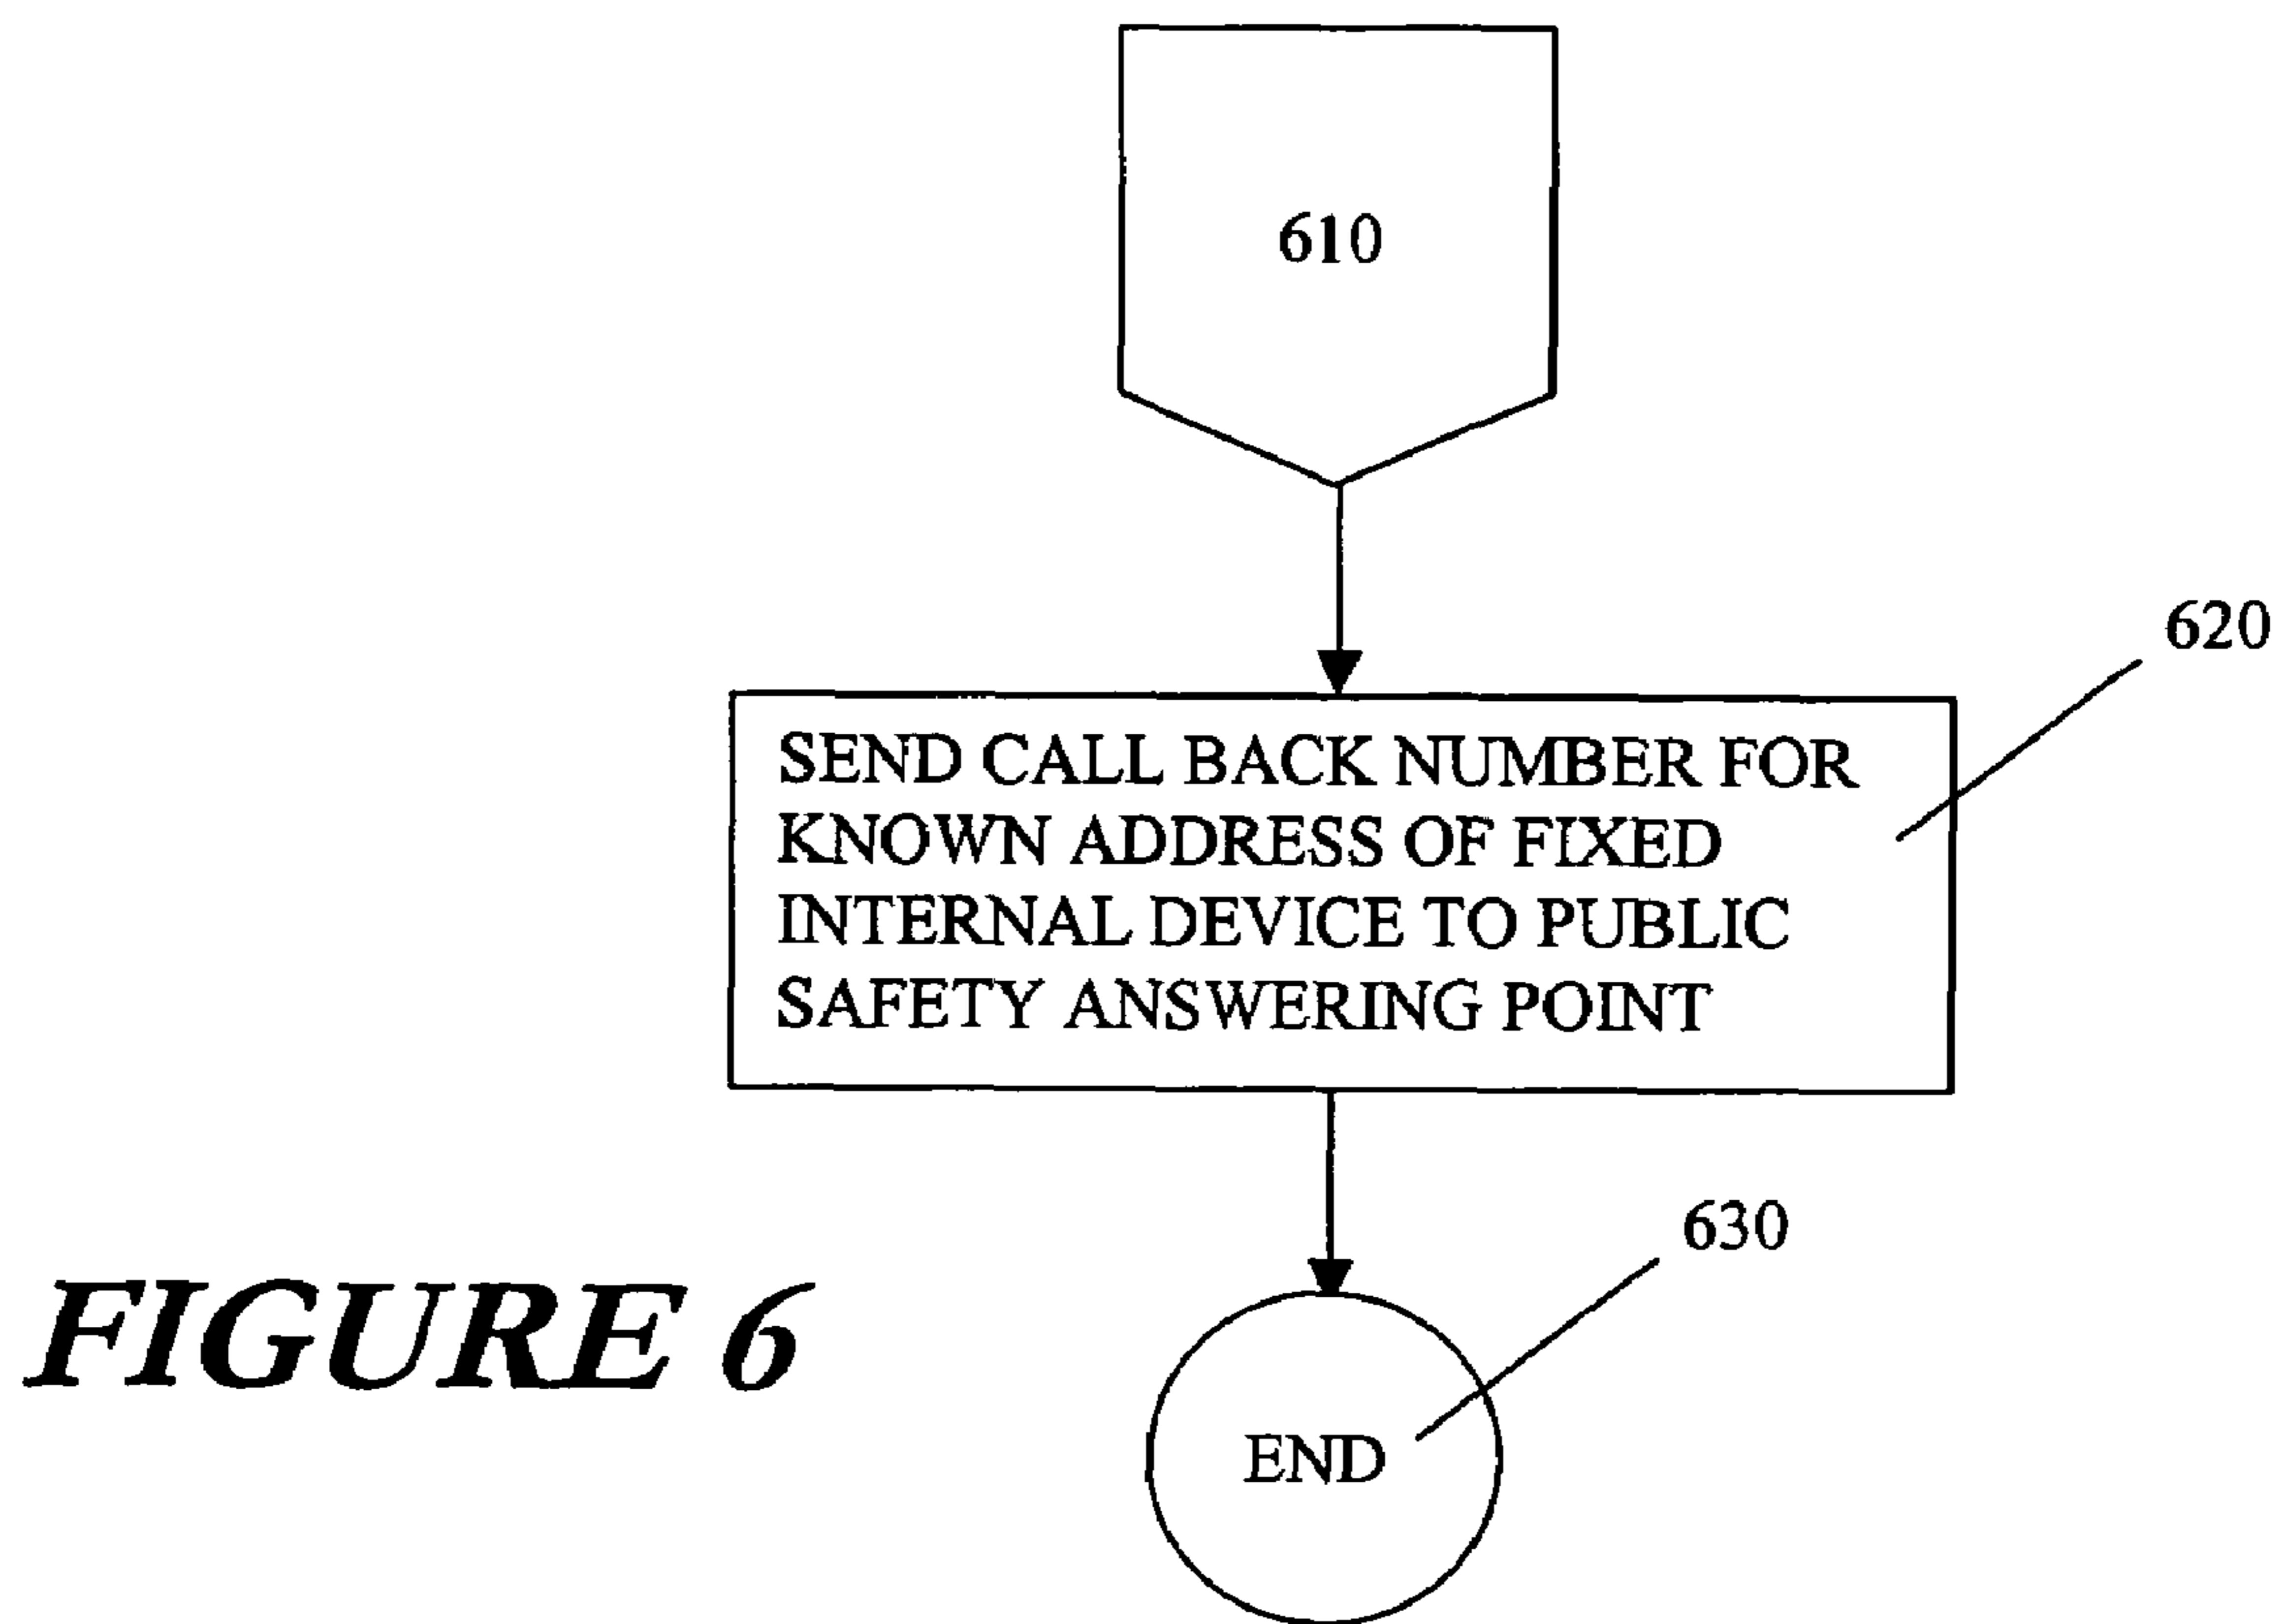 610
620
SEND CALL BACK NUMBER FOR
KNOWN ADDRESS OF FIXED
INTERNAL DEVICE TO PUBLIC
SAFETY ANSWERING POINT
630
FIGURE 6
END